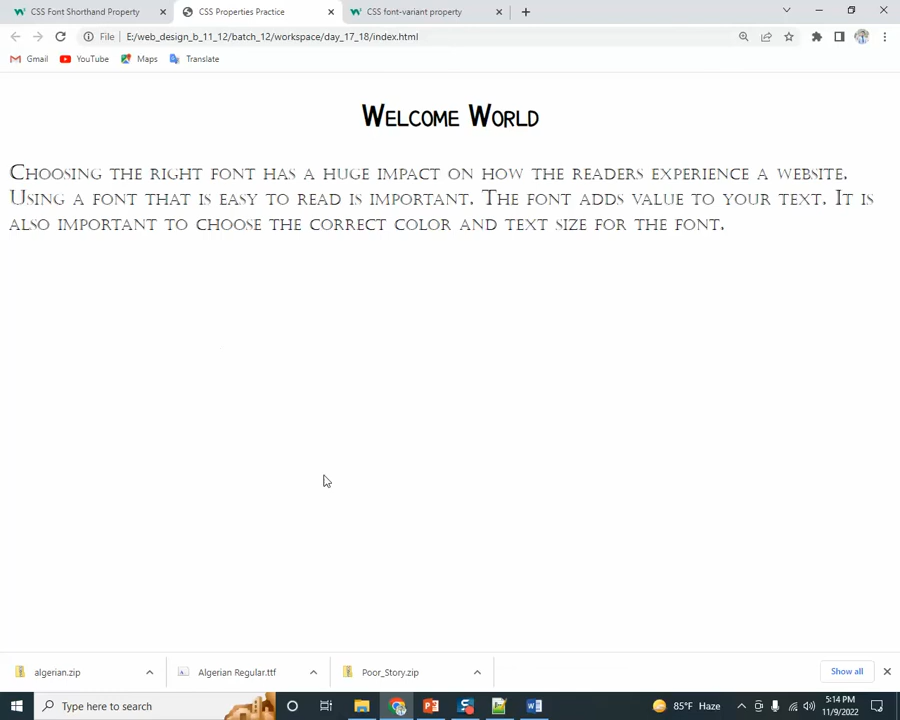 CSS Font Shorthand Property
CSS Properties Practice
CSS font-variant property
File
E:/web_design_b_11_12/batch_12/workspace/day_17_18/index.html
Gmail
YouTube
Maps
Translate
Welcome World
Choosing the right font has a huge impact on how the readers experience a website.
Using a font that is easy to read is important. The font adds value to your text. It is
also important to choose the correct color and text size for the font.
algerian.zip
Algerian Regular.ttf
Poor_Story.zip
Show all
Type here to search
85°F Haze
5:14 PM
11/9/2022